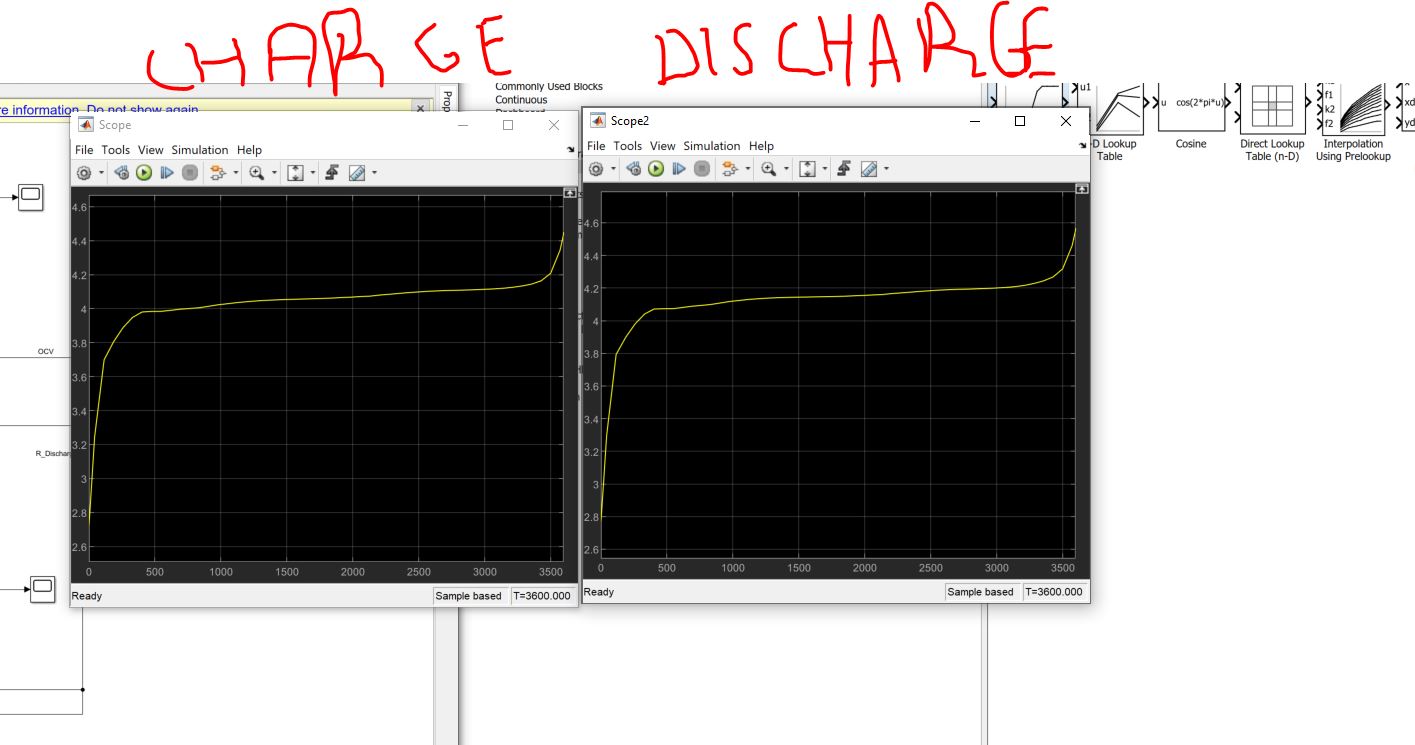 CHARGE DISCHARGE
re information. Do not show again
Prop
Commonly Used Blocks
Continuous
u1
f1
k2
f2
u
cos(2*pi*u)
x
xd
yd
-D Lookup
Table
Cosine
Direct Lookup
Table (n-D)
Interpolation
Using Prelookup
Scope
File Tools View Simulation Help
4.6
4.4
4.2
4
3.8
3.6
3.4
3.2
3
2.8
2.6
0 500 1000 1500 2000 2500 3000 3500
Ready Sample based T=3600.000
Scope2
File Tools View Simulation Help
4.6
4.4
4.2
4
3.8
3.6
3.4
3.2
3
2.8
2.6
0 500 1000 1500 2000 2500 3000 3500
Ready Sample based T=3600.000
OCV
R_Dischar